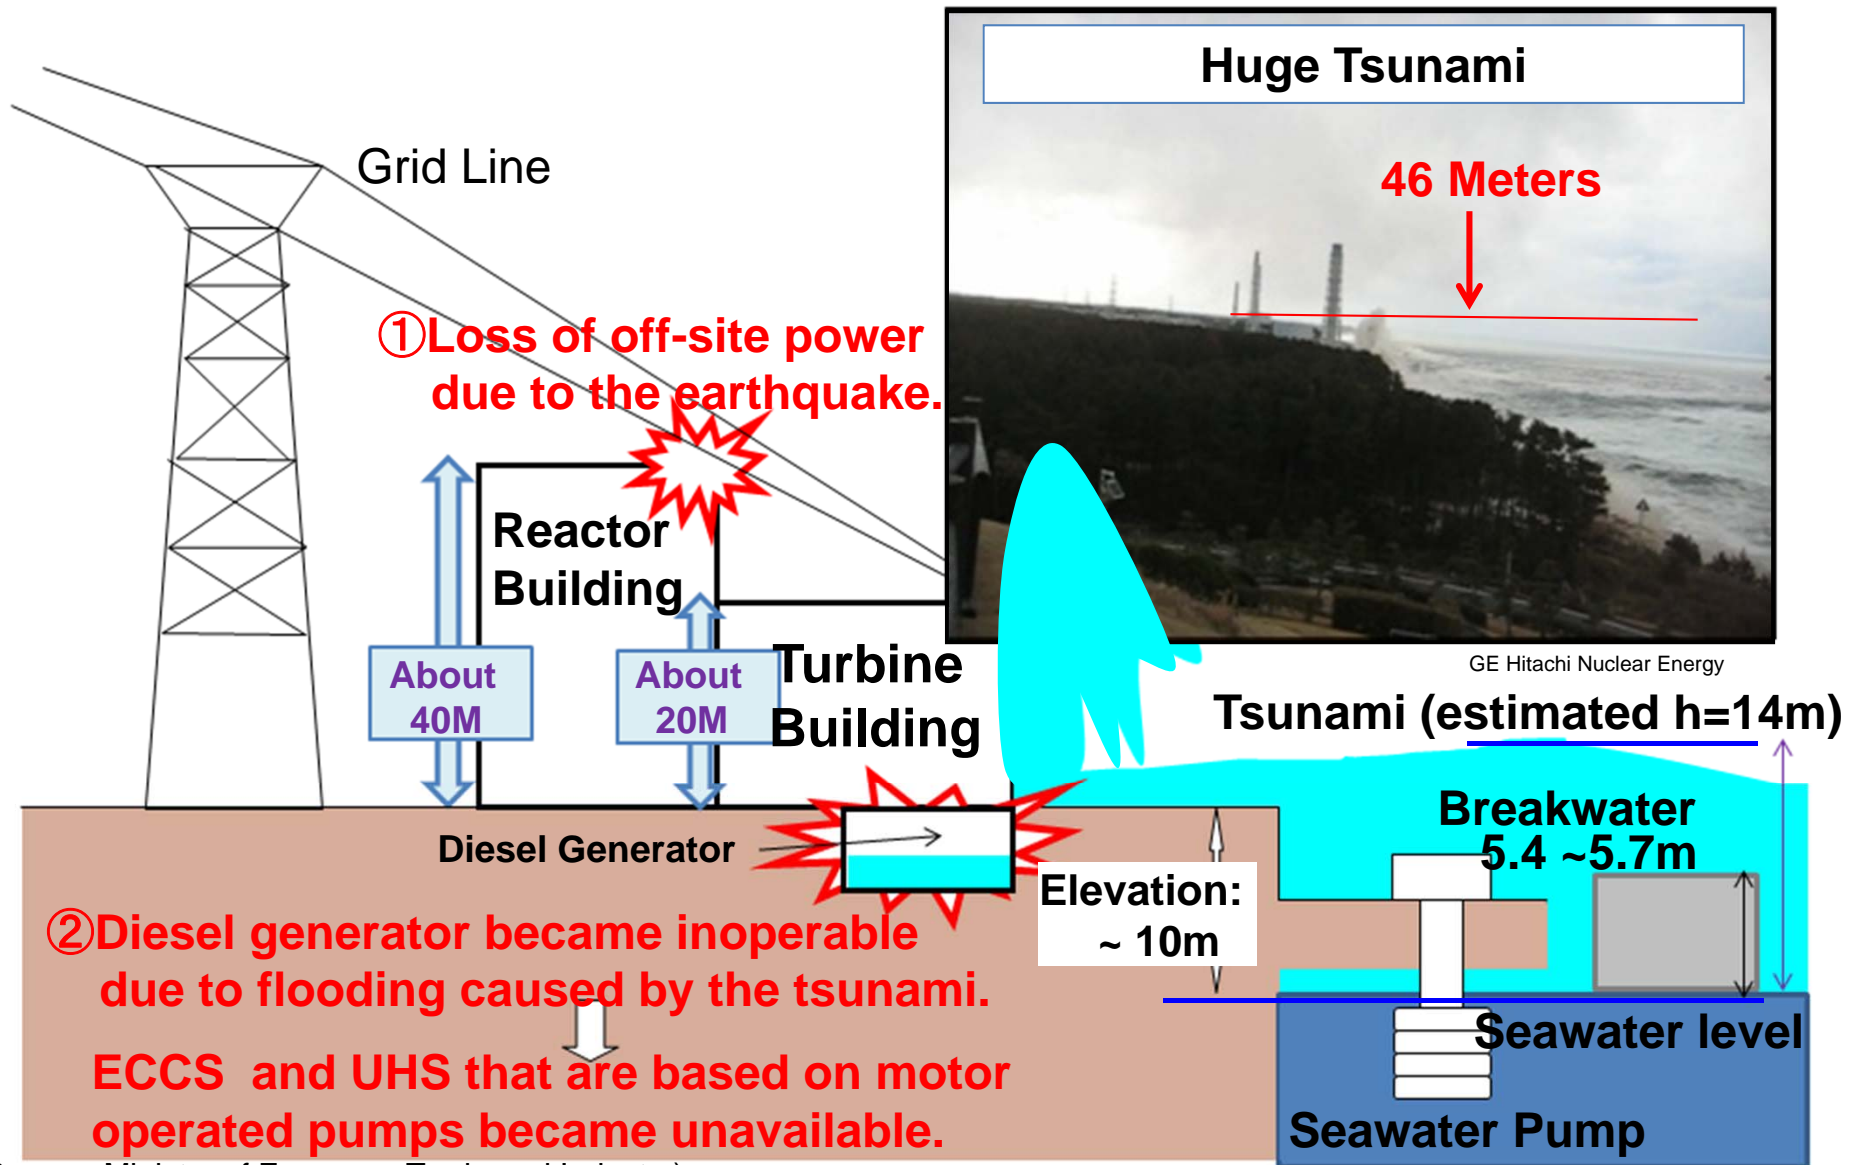 Huge Tsunami
46 Meters
Grid Line
①Loss of off-site power
due to the earthquake.
Reactor
Building
About
40M
About
20M
Turbine
Building
GE Hitachi Nuclear Energy
Tsunami (estimated h=14m)
Breakwater
5.4 ~5.7m
Diesel Generator
Elevation:
~ 10m
②Diesel generator became inoperable
due to flooding caused by the tsunami.
Seawater level
ECCS and UHS that are based on motor
operated pumps became unavailable.
Seawater Pump